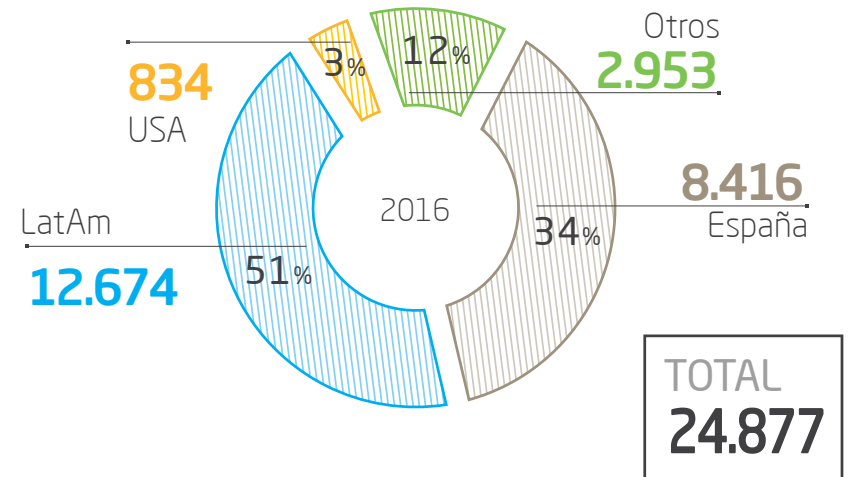 Otros
2.953
12%
3%
834
USA
8.416
España
34%
2016
LatAm
12.674
51%
TOTAL
24.877